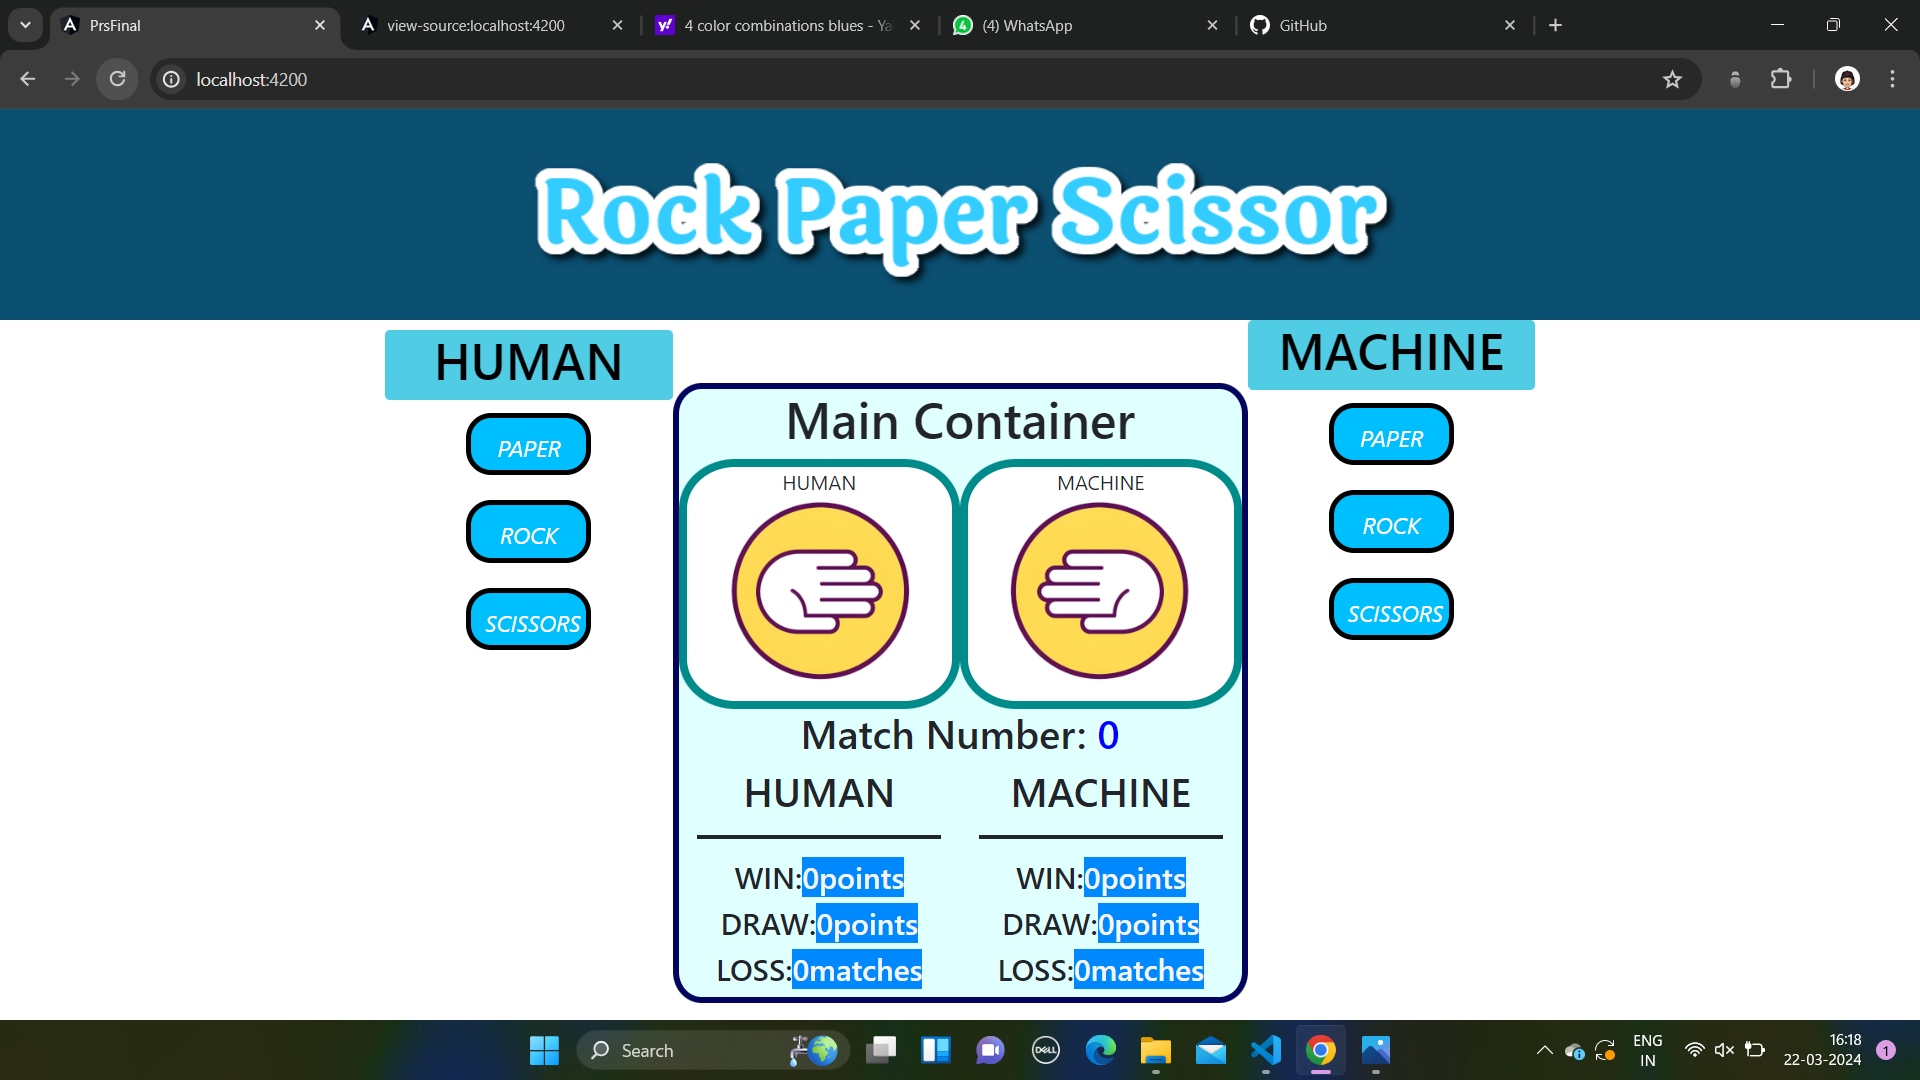 PrsFinal
view-source:localhost:4200
4 color combinations blues - Ya
(4) WhatsApp
GitHub
localhost:4200
Rock Paper Scissor
HUMAN
PAPER
ROCK
SCISSORS
Main Container
HUMAN
MACHINE
Match Number: 0
HUMAN
MACHINE
WIN:0points
DRAW:0points
LOSS:0matches
WIN:0points
DRAW:0points
LOSS:0matches
MACHINE
PAPER
ROCK
SCISSORS
Search
DELL
ENG
IN
16:18
22-03-2024
1